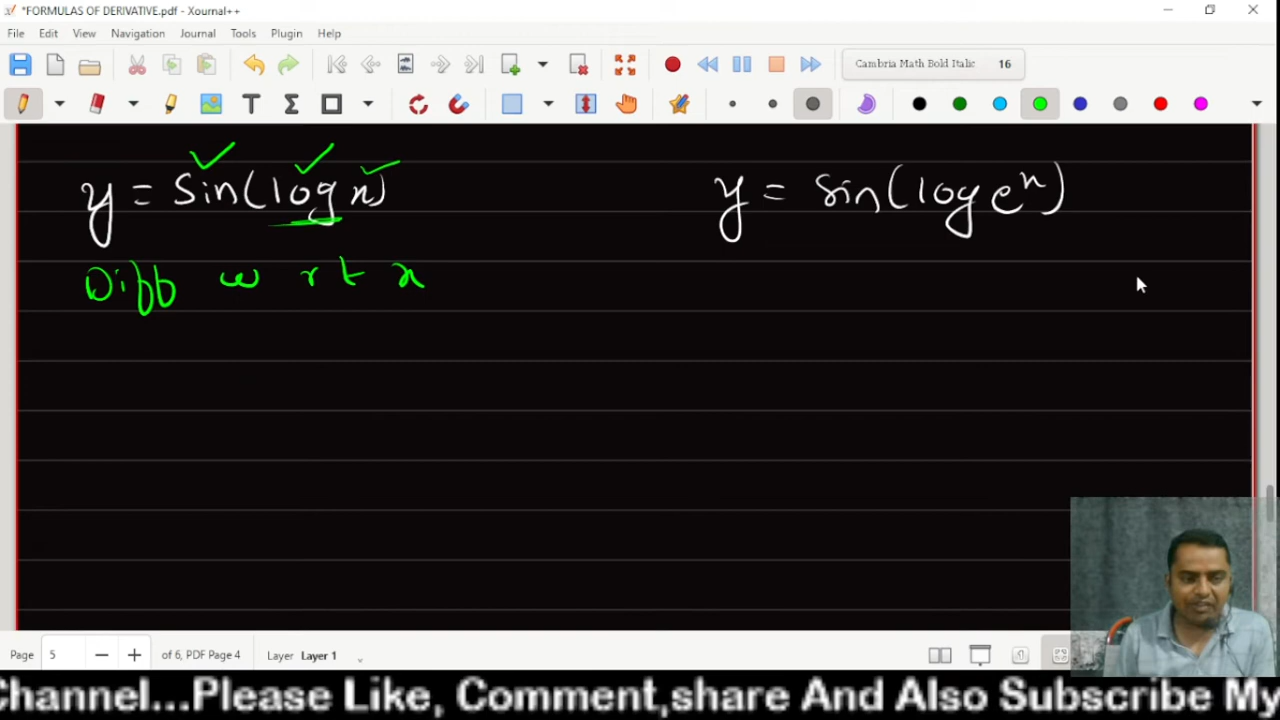 *FORMULAS OF DERIVATIVE.pdf - Xournal++
File Edit View Navigation Journal Tools Plugin Help
Cambria Math Bold Italic 16
y = Sin(log x)
y = sin(log e^x)
Diff w r t x
Page 5 of 6, PDF Page 4 Layer Layer 1
Channel...Please Like, Comment,share And Also Subscribe My